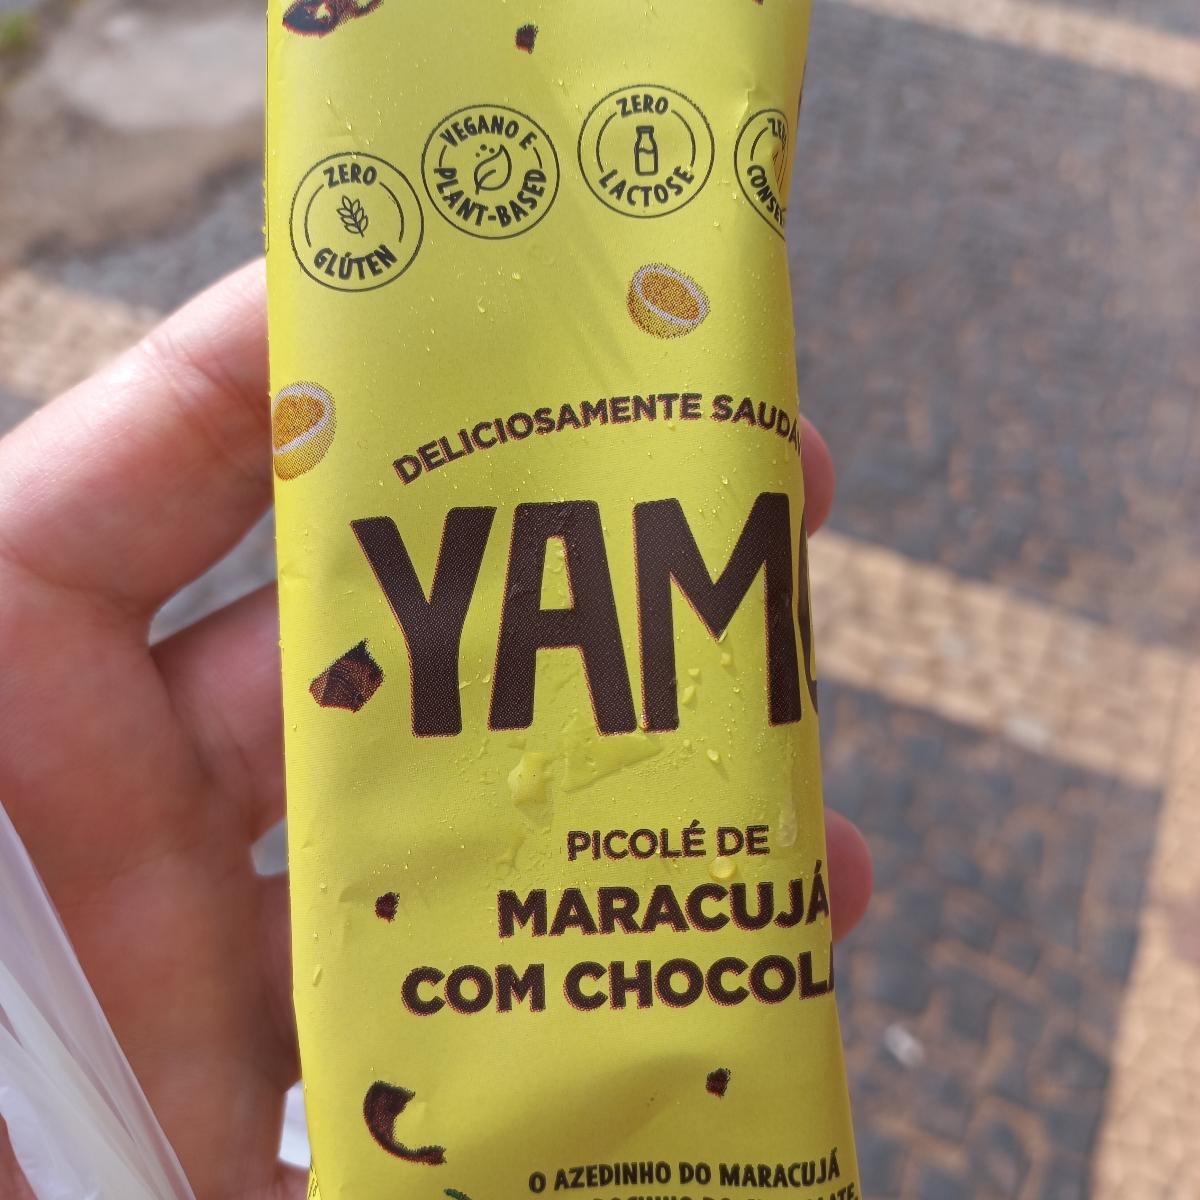 ZERO
GLÚTEN
VEGANO E
PLANT-BASED
ZERO
LACTOSE
DELICIOSAMENTE
YAM
PICOLÉ DE
MARACUJÁ
COM
O AZEDINHO DO MARACUJÁ